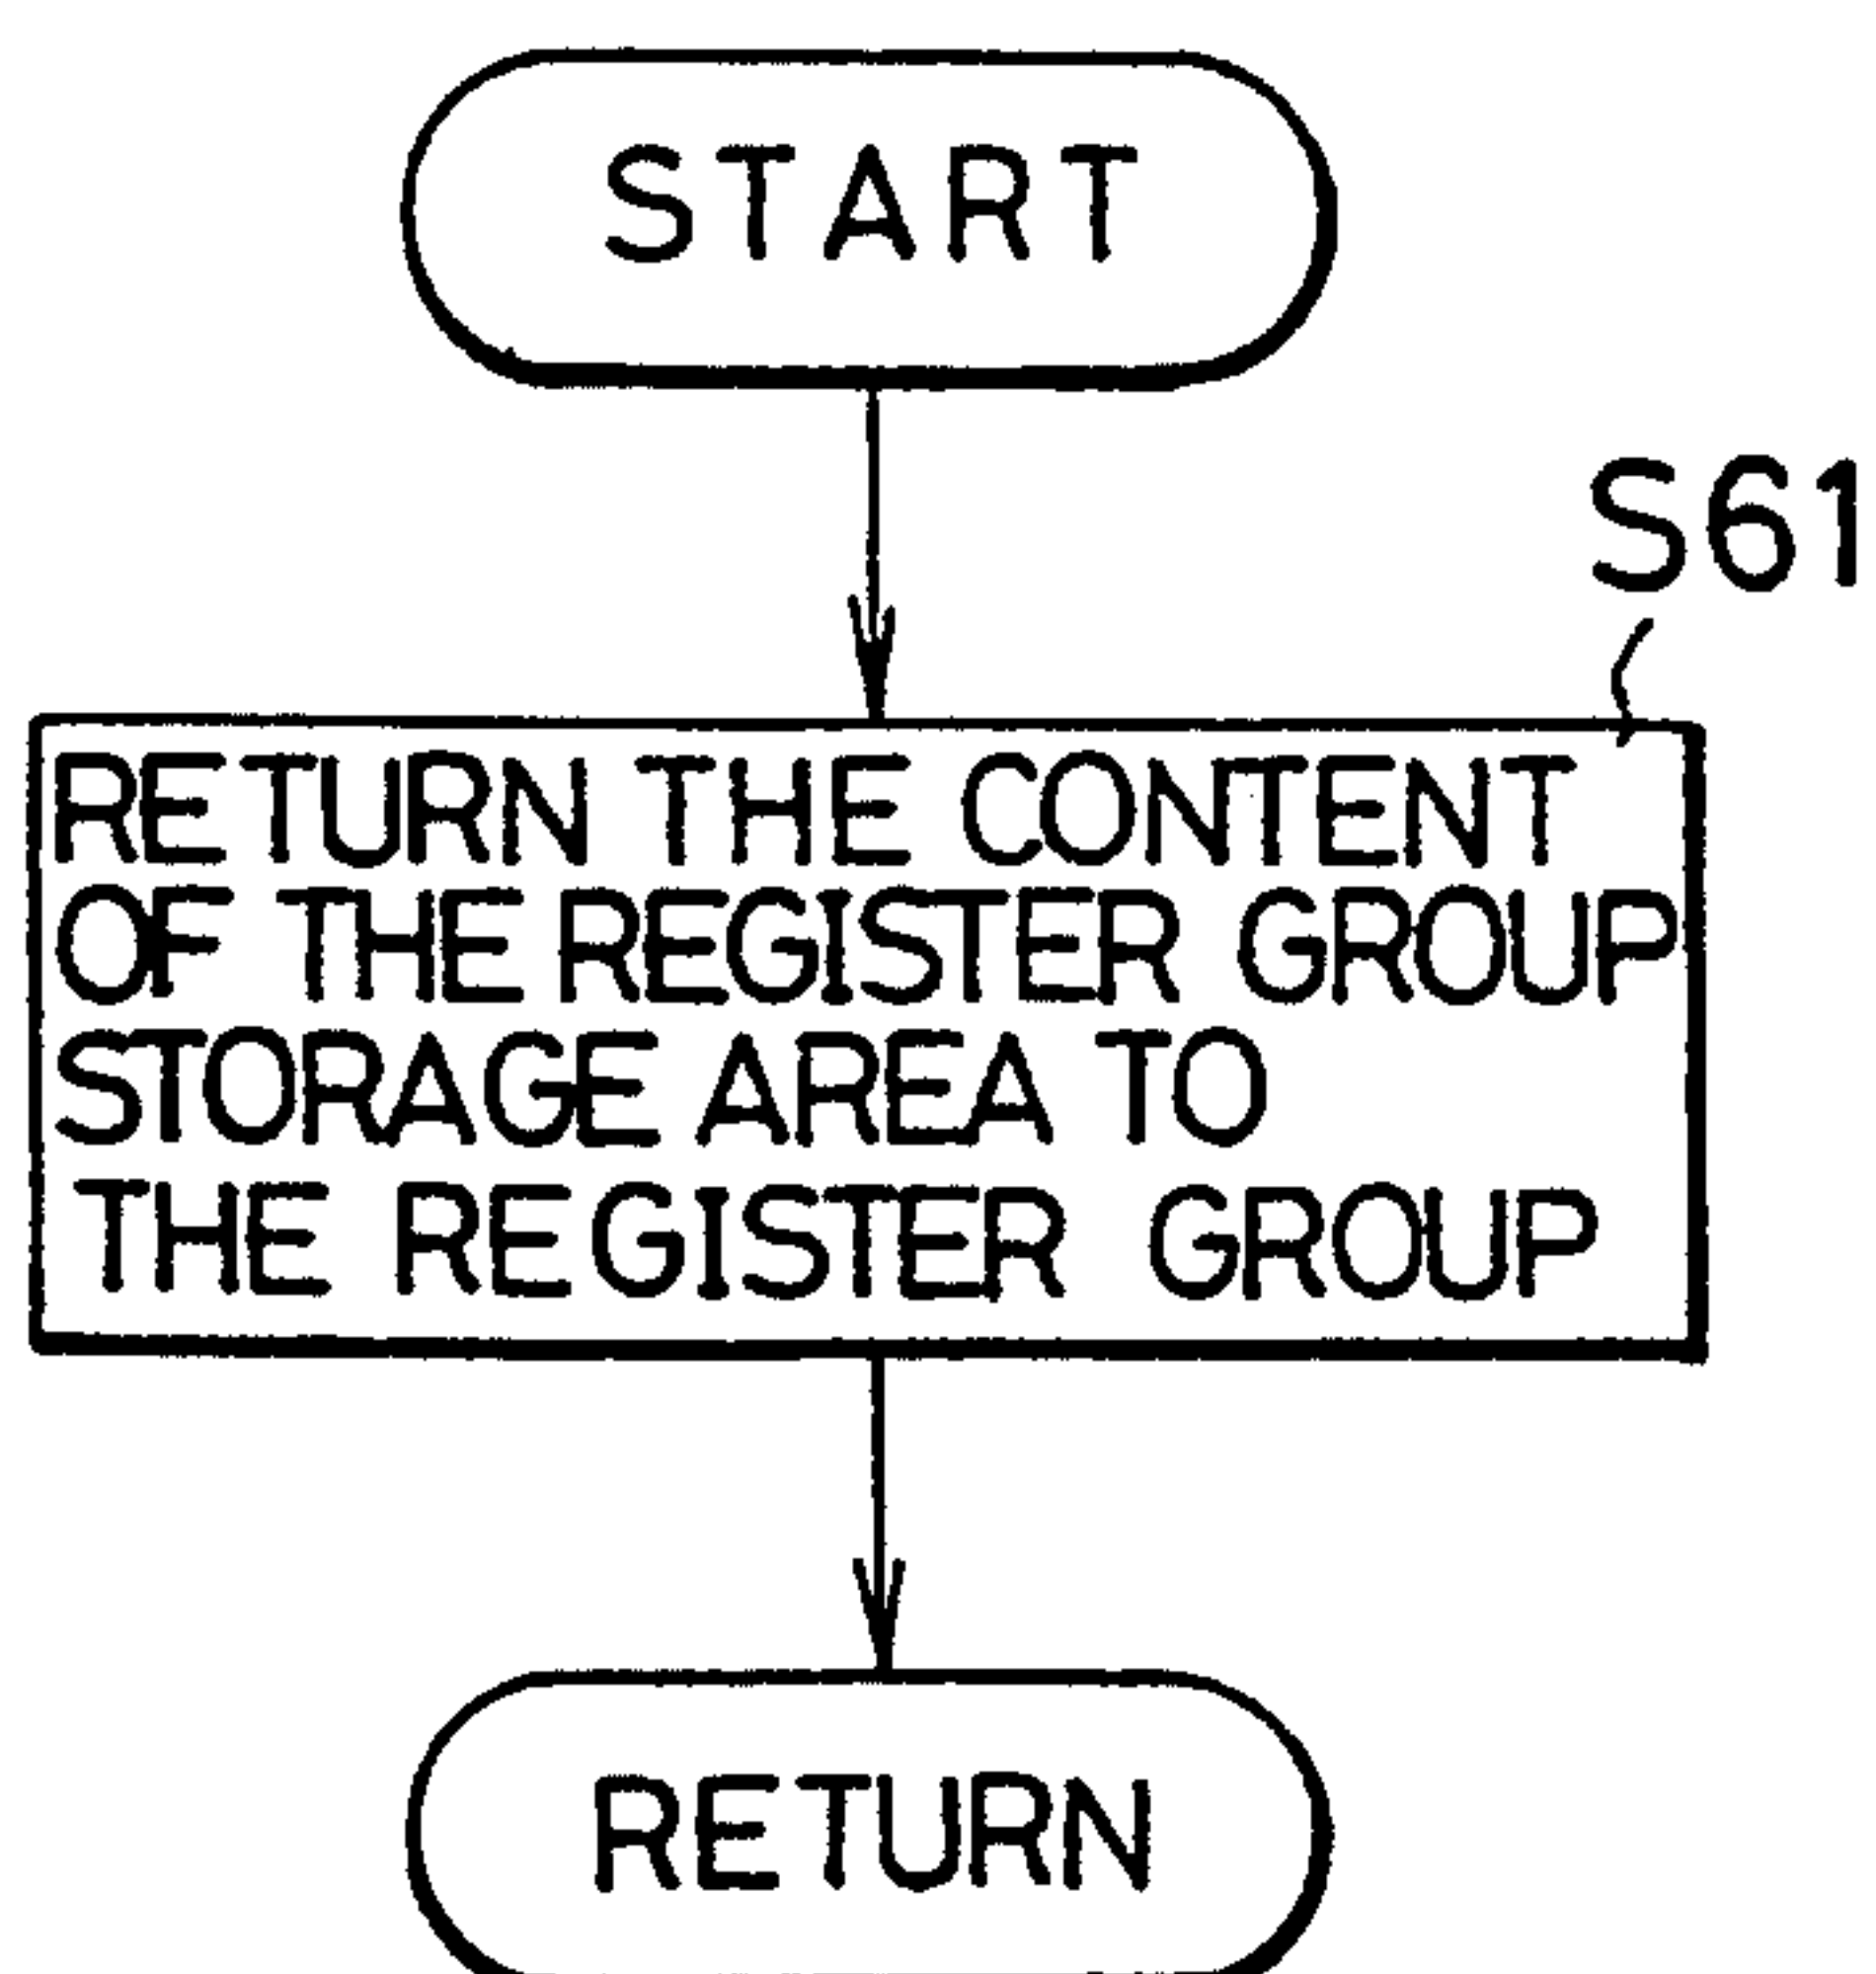 START
S61
RETURN THE CONTENT
OF THE REGISTER GROUP
STORAGE AREA TO
THE REGISTER GROUP
RETURN